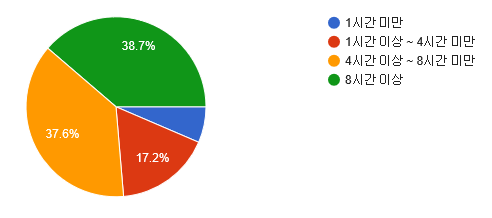 38.7%
37.6%
17.2%
1시간 미만
1시간 이상 ~ 4시간 미만
4시간 이상 ~ 8시간 미만
8시간 이상